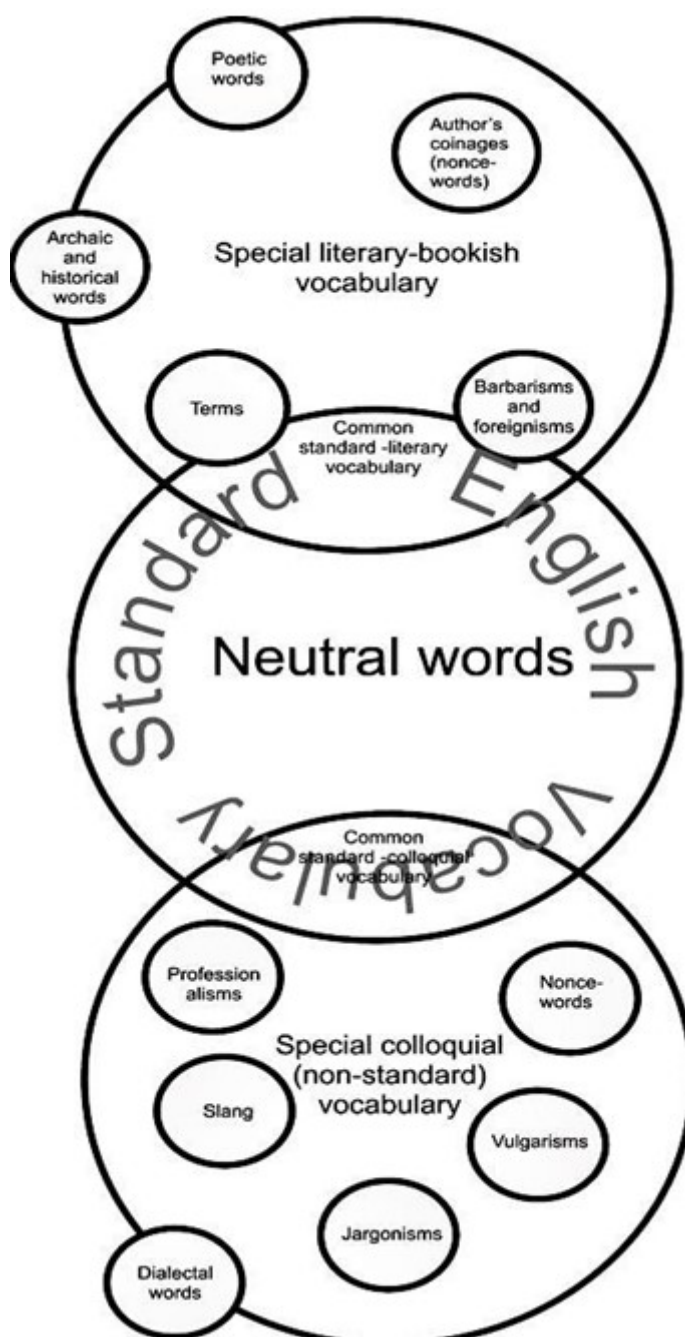 Poetic
words
Author's
coinages
(nonce-
words)
Archaic
and
historical
words
Special literary-bookish
vocabulary
Terms
Barbarisms
and
foreignisms
Common
standard -literary
vocabulary
Standard English
Neutral words
Vocabulary
Common
standard -colloquial
vocabulary
Profession
alisms
Nonce-
words
Special colloquial
(non-standard)
vocabulary
Slang
Vulgarisms
Jargonisms
Dialectal
words